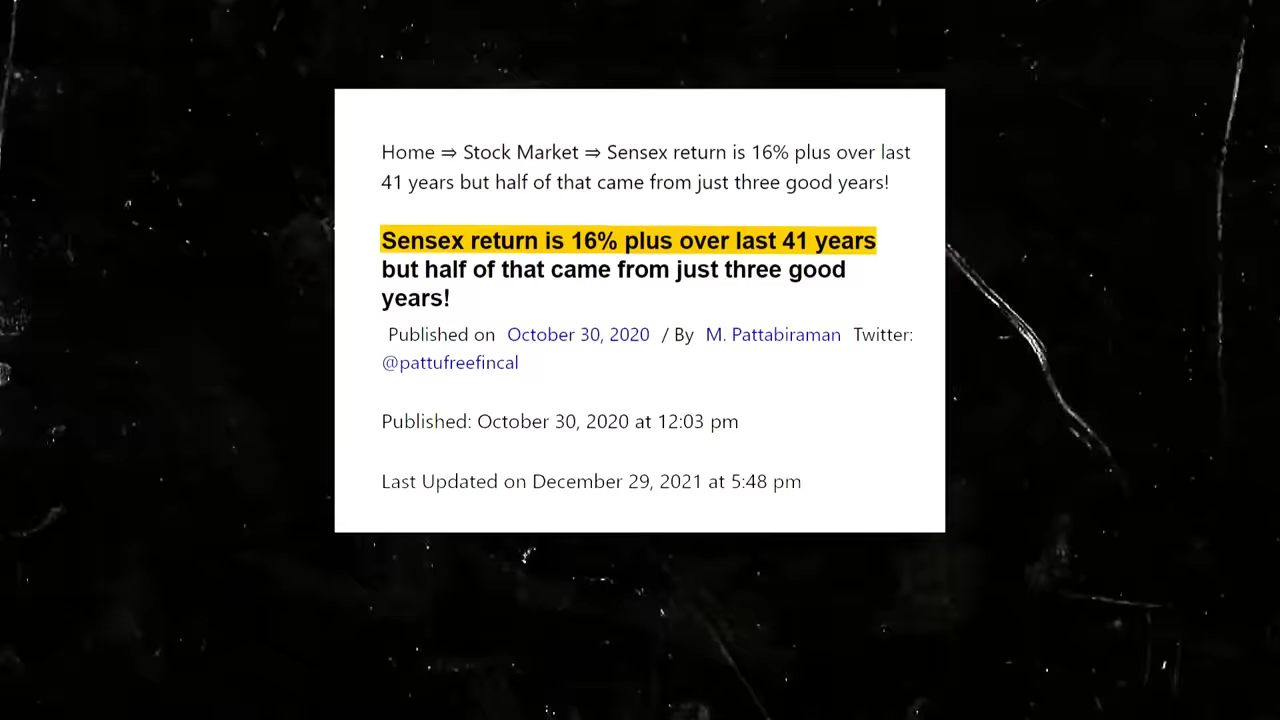 Home ⇒ Stock Market ⇒ Sensex return is 16% plus over last
41 years but half of that came from just three good years!
Sensex return is 16% plus over last 41 years
but half of that came from just three good
years!
Published on October 30, 2020 / By M. Pattabiraman Twitter:
@pattufreefincal
Published: October 30, 2020 at 12:03 pm
Last Updated on December 29, 2021 at 5:48 pm